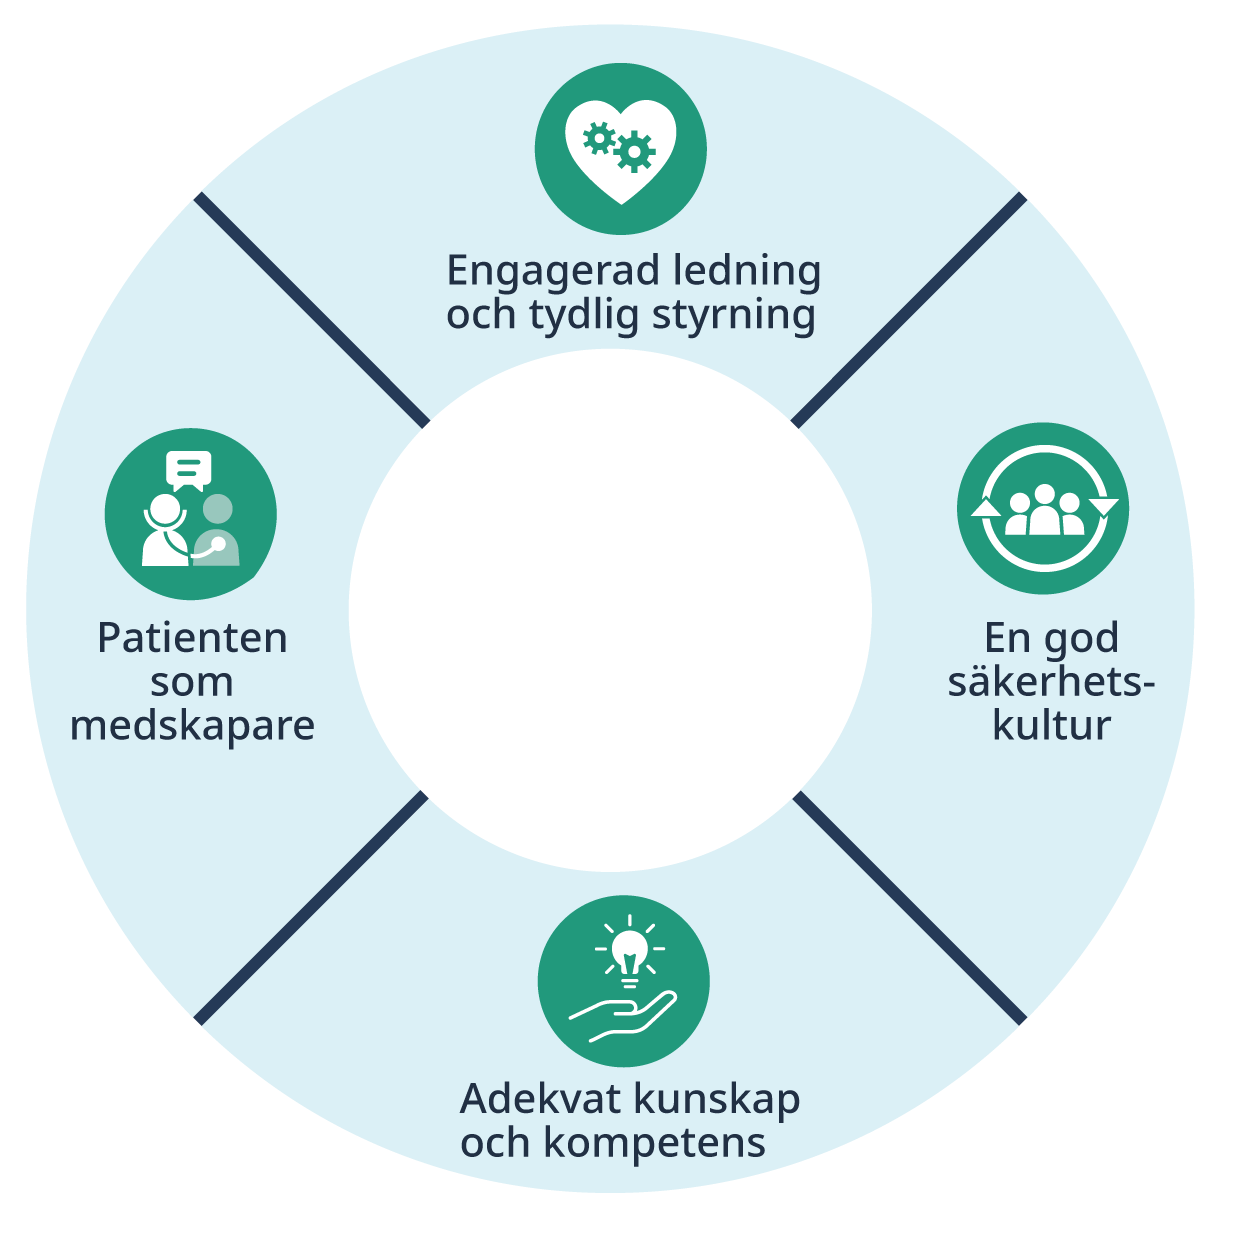 Engagerad ledning
och tydlig styrning
Patienten
som
medskapare
En god
säkerhets-
kultur
Adekvat kunskap
och kompetens